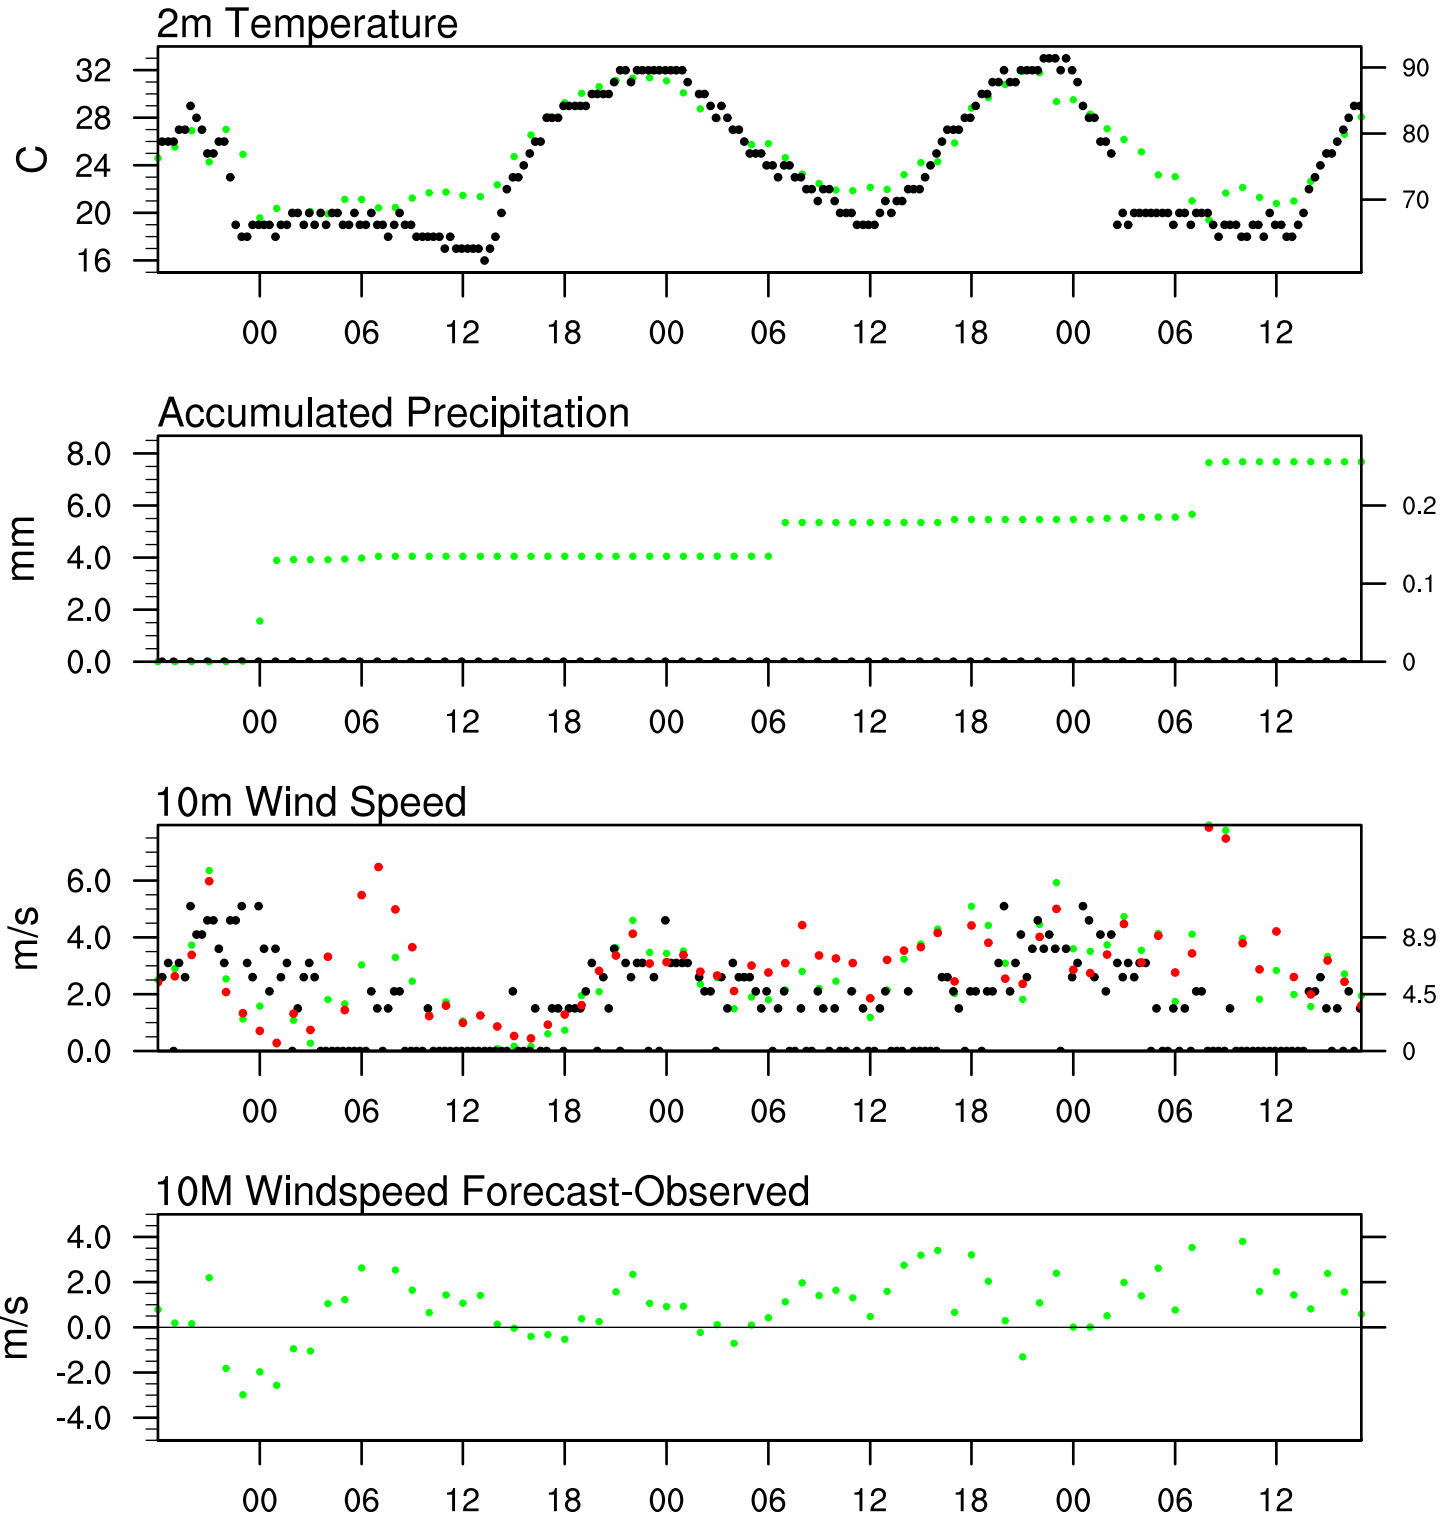 2m Temperature
32
28
24
20
16
C
90
80
70
00 06 12 18 00 06 12 18 00 06 12
Accumulated Precipitation
8.0
6.0
4.0
2.0
0.0
mm
0.2
0.1
0
00 06 12 18 00 06 12 18 00 06 12
10m Wind Speed
6.0
4.0
2.0
0.0
m/s
8.9
4.5
0
00 06 12 18 00 06 12 18 00 06 12
10M Windspeed Forecast-Observed
4.0
2.0
0.0
-2.0
-4.0
m/s
00 06 12 18 00 06 12 18 00 06 12